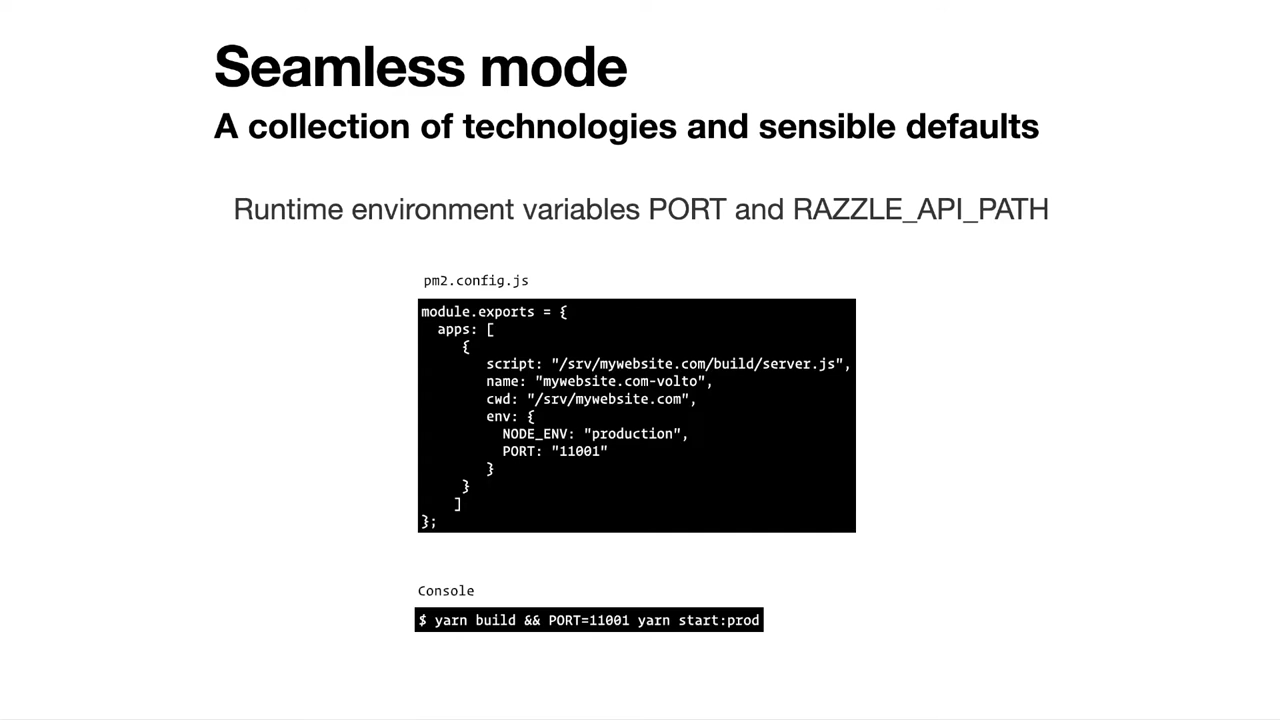 Seamless mode
A collection of technologies and sensible defaults
Runtime environment variables PORT and RAZZLE_API_PATH
pm2.config.js
module.exports = {
  apps: [
     {
        script: "/srv/mywebsite.com/build/server.js",
        name: "mywebsite.com-volto",
        cwd: "/srv/mywebsite.com",
        env: {
          NODE_ENV: "production",
          PORT: "11001"
        }
     }
    ]
};
Console
$ yarn build && PORT=11001 yarn start:prod